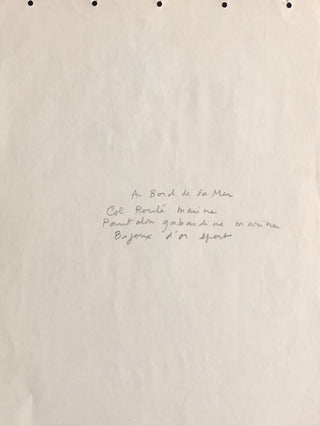 Au Bord de la Mer
Col Roulé marine
Pantalon gabardine marine
Bijoux d'or sport